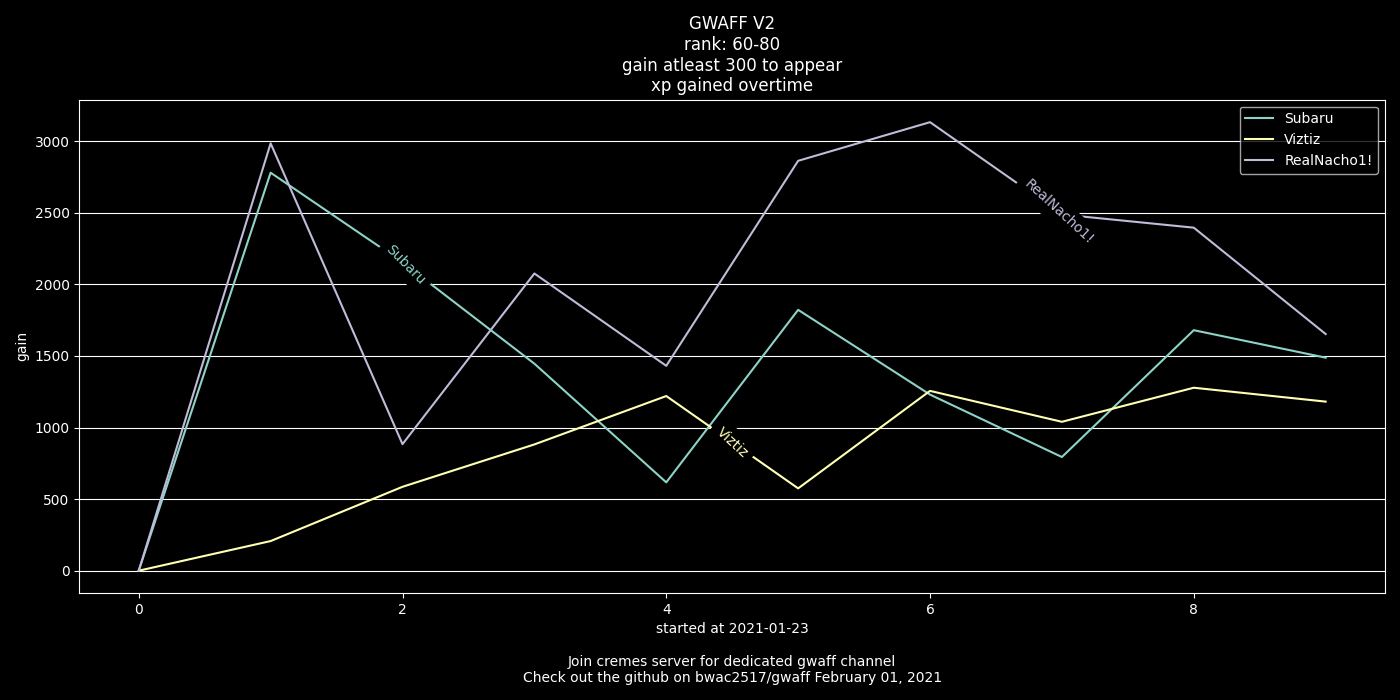 GWAFF V2
rank: 60-80
gain atleast 300 to appear
xp gained overtime
Subaru
Viztiz
RealNacho1!
3000
2500
2000
1500
1000
500
0
gain
RealNacho1!
Subaru
Viztiz
0 2 4 6 8
started at 2021-01-23
Join cremes server for dedicated gwaff channel
Check out the github on bwac2517/gwaff February 01, 2021